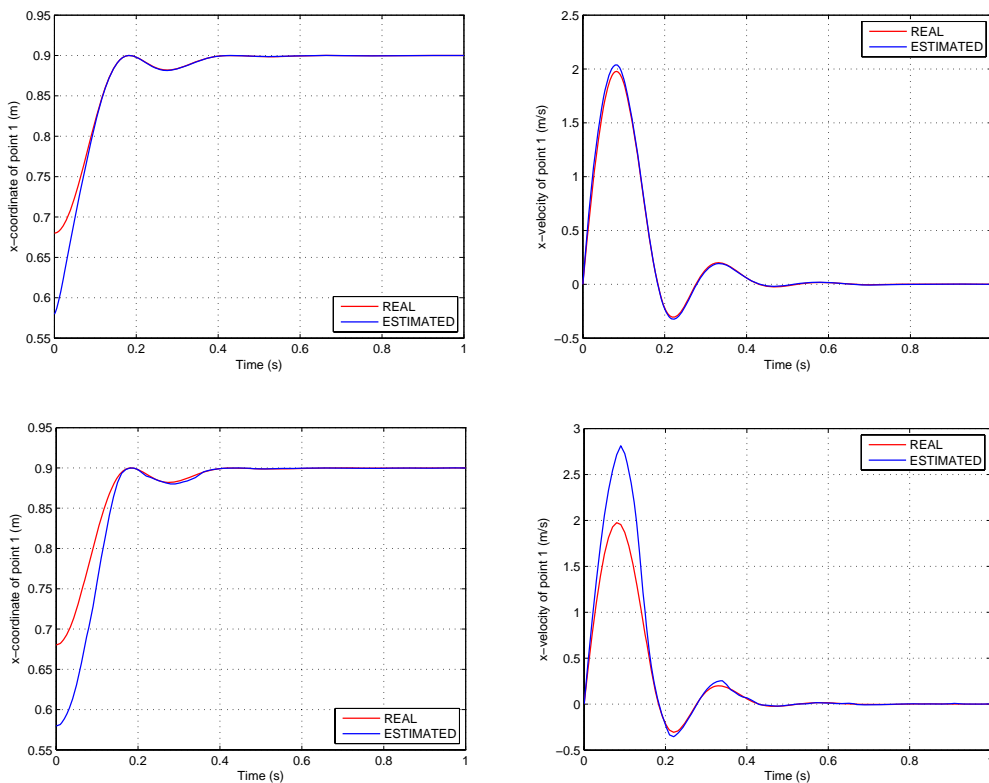 0.95
0.9
0.85
0.8
0.75
0.7
0.65
0.6
0.55
0 0.2 0.4 0.6 0.8 1
x−coordinate of point 1 (m)
Time (s)
REAL
ESTIMATED
2.5
2
1.5
1
0.5
0
−0.5
0 0.2 0.4 0.6 0.8 1
x−velocity of point 1 (m/s)
Time (s)
REAL
ESTIMATED
0.95
0.9
0.85
0.8
0.75
0.7
0.65
0.6
0.55
0 0.2 0.4 0.6 0.8 1
x−coordinate of point 1 (m)
Time (s)
REAL
ESTIMATED
3
2.5
2
1.5
1
0.5
0
−0.5
0 0.2 0.4 0.6 0.8 1
x−velocity of point 1 (m/s)
Time (s)
REAL
ESTIMATED